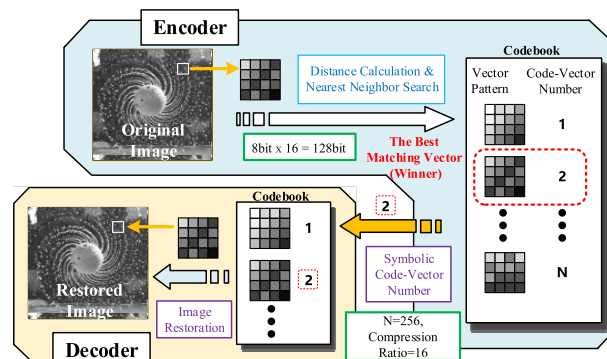 Encoder
Codebook
Vector Pattern
Code-Vector Number
Original
Image
Distance Calculation &
Nearest Neighbor Search
8bit x 16 = 128bit
The Best
Matching Vector
(Winner)
1
2
N
Codebook
1
2
2
Symbolic
Code-Vector
Number
Restored
Image
Image
Restoration
N=256,
Compression
Ratio=16
Decoder